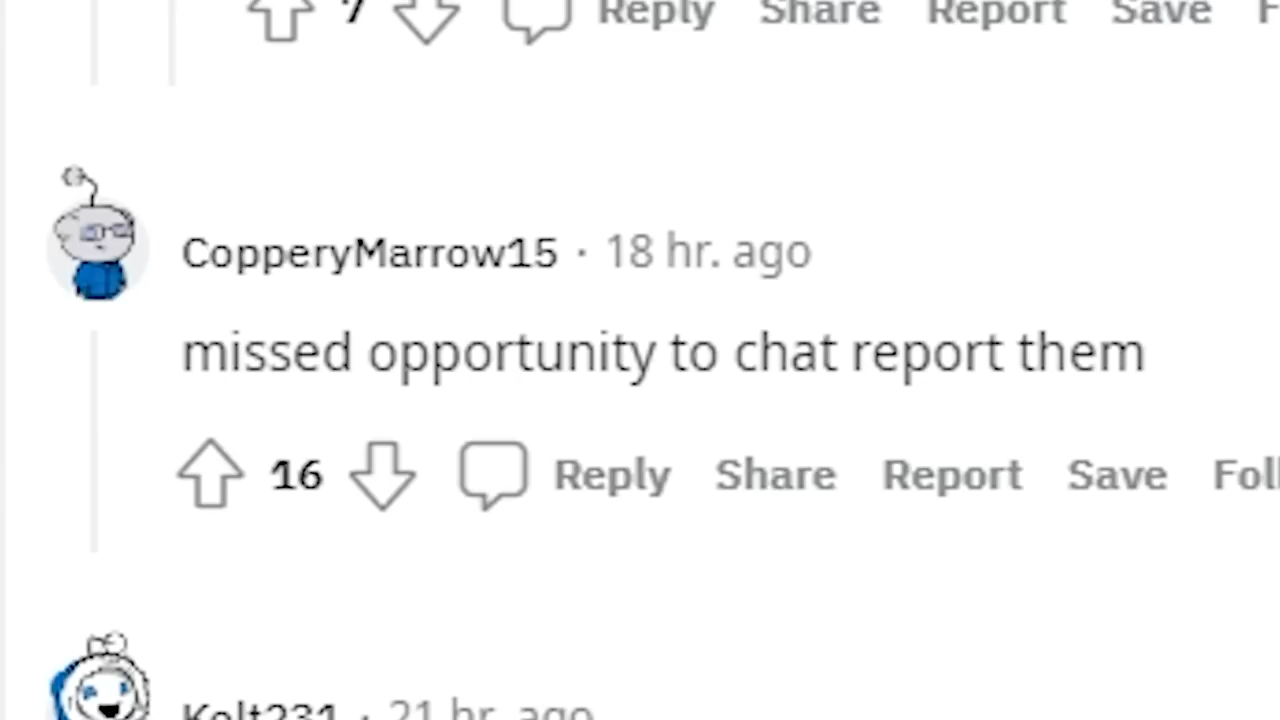 7 Reply Share Report Save
CopperyMarrow15 · 18 hr. ago
missed opportunity to chat report them
16 Reply Share Report Save Foll
Kolt231 · 21 hr. ago